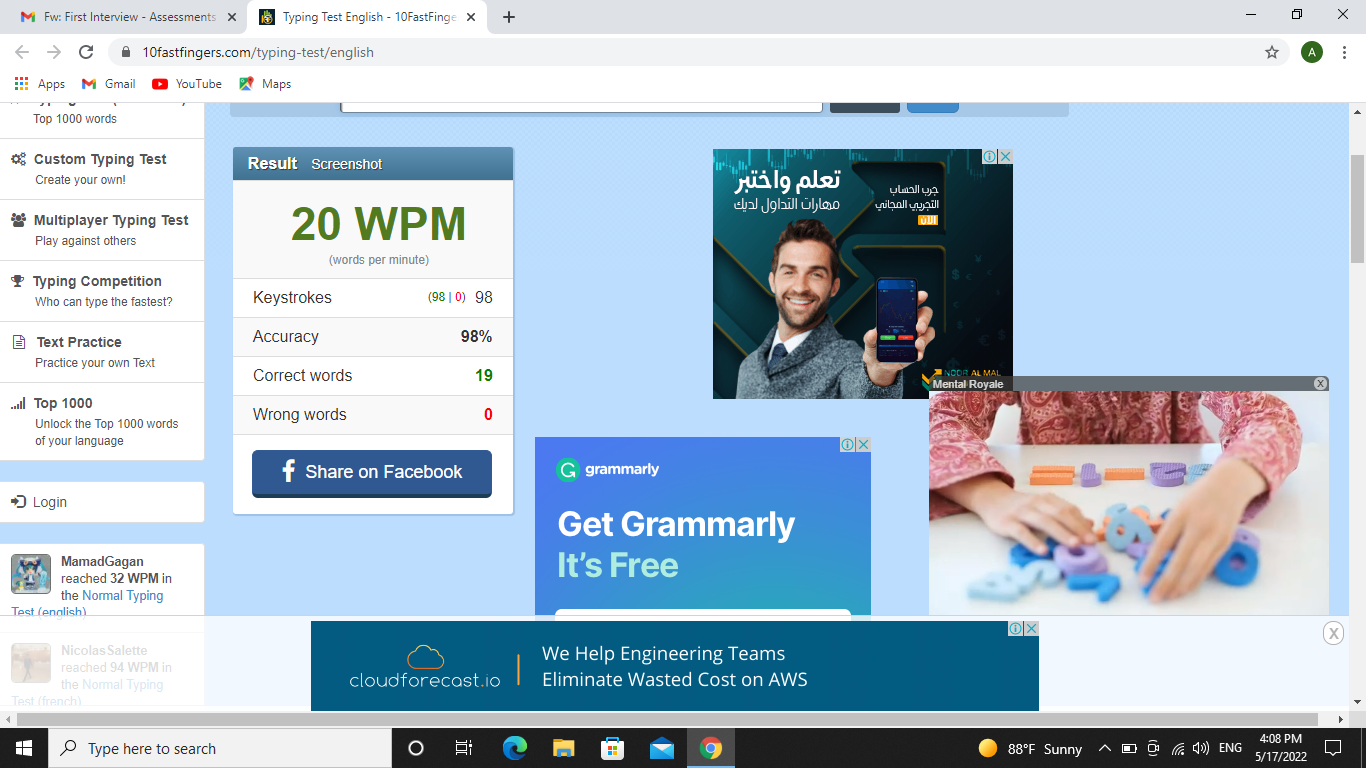 Fw: First Interview - Assessments
Typing Test English - 10FastFinge
10fastfingers.com/typing-test/english
A
Apps
Gmail
YouTube
Maps
Top 1000 words
Custom Typing Test
Create your own!
Multiplayer Typing Test
Play against others
Typing Competition
Who can type the fastest?
Text Practice
Practice your own Text
Top 1000
Unlock the Top 1000 words
of your language
Login
MamadGagan
reached 32 WPM in
the Normal Typing
Test (english)
NicolasSalette
reached 94 WPM in
the Normal Typing
Test (french)
Result Screenshot
20 WPM
(words per minute)
Keystrokes (98 | 0) 98
Accuracy 98%
Correct words 19
Wrong words 0
f Share on Facebook
تعلم واختبر
مهارات التداول لديك
جرب الحساب
التجريبي المجاني
الآن
NOOR AL MAL
grammarly
Get Grammarly
It's Free
Mental Royale
cloudforecast.io
We Help Engineering Teams
Eliminate Wasted Cost on AWS
Type here to search
88°F Sunny
ENG
4:08 PM
5/17/2022